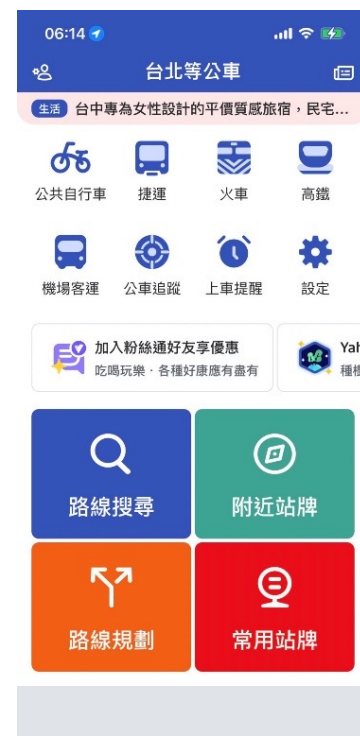 06:14
台北等公車
生活 台中專為女性設計的平價質感旅宿，民宅...
公共自行車 捷運 火車 高鐵
機場客運 公車追蹤 上車提醒 設定
加入粉絲通好友享優惠
吃喝玩樂．各種好康應有盡有
Yah
路線搜尋 附近站牌
路線規劃 常用站牌